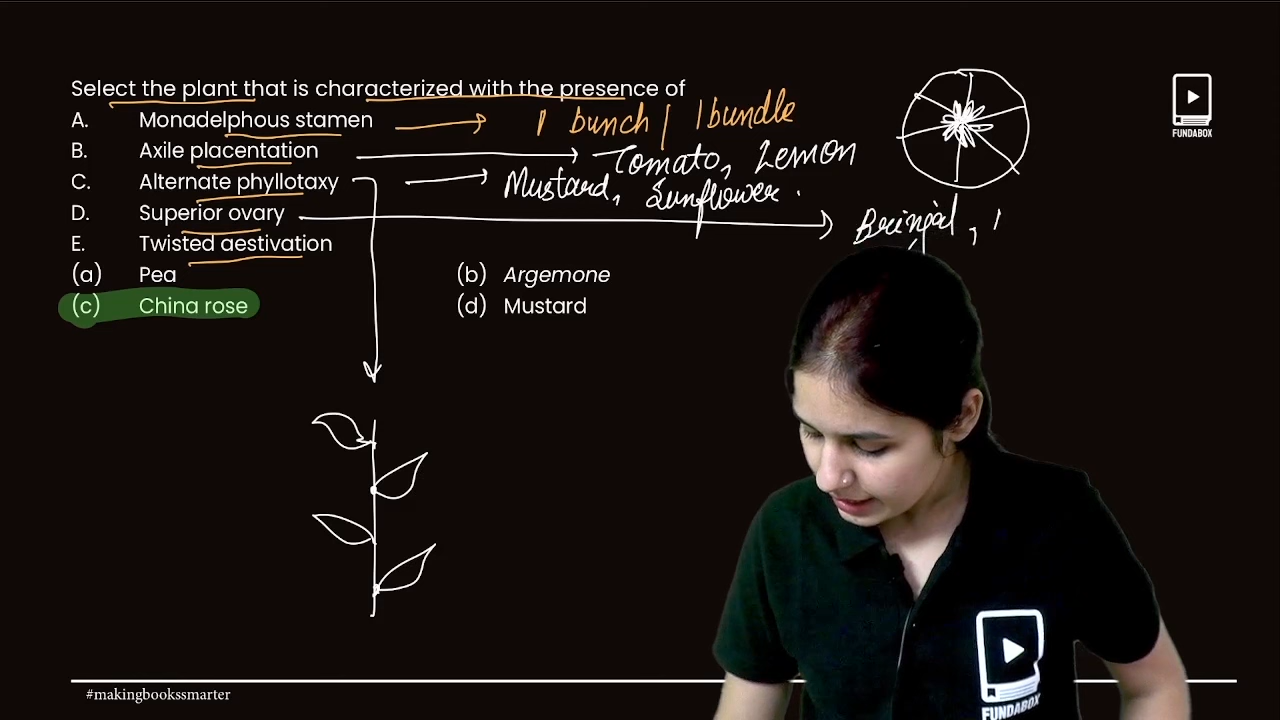 Select the plant that is characterized with the presence of
A. Monadelphous stamen 1 bunch / 1 bundle
B. Axile placentation Tomato, Lemon
C. Alternate phyllotaxy Mustard, Sunflower.
D. Superior ovary Brinjal, 1
E. Twisted aestivation
(a) Pea (b) Argemone
(c) China rose (d) Mustard
FUNDABOX
FUNDABOX
#makingbookssmarter